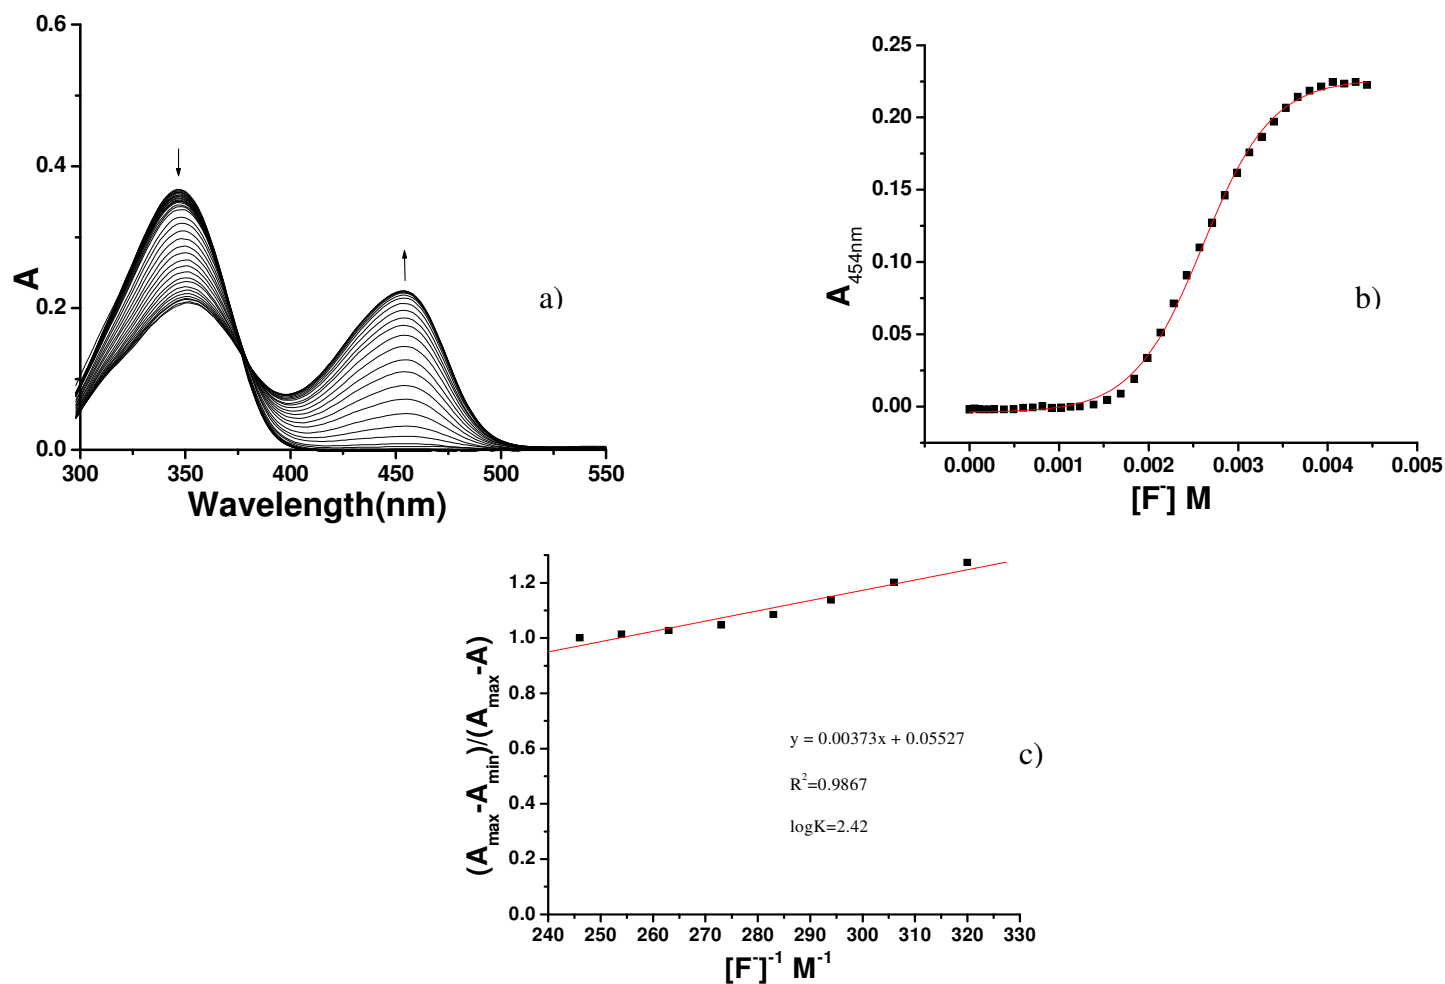 0.6
0.4
0.2
0.0
A
300 350 400 450 500 550
Wavelength(nm)
a)
0.25
0.20
0.15
0.10
0.05
0.00
A454nm
0.000 0.001 0.002 0.003 0.004 0.005
[F-] M
b)
1.2
1.0
0.8
0.6
0.4
0.2
0.0
(Amax-Amin)/(Amax-A)
y = 0.00373x + 0.05527
R2=0.9867
logK=2.42
c)
240 250 260 270 280 290 300 310 320 330
[F-]-1 M-1